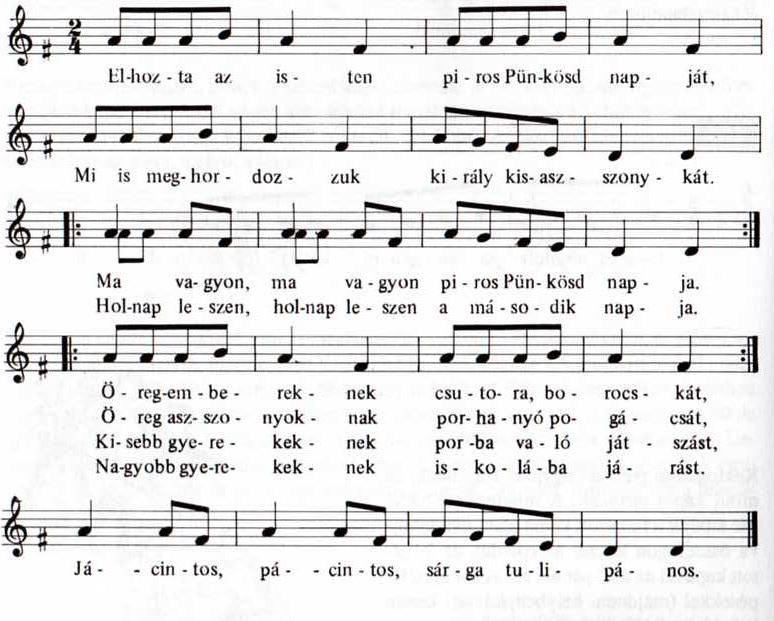 2
4
El-hoz - ta az is - ten pi - ros Pün-kösd nap - ját,
Mi is meg-hor - doz - zuk ki - rály kis-asz - szony - kát.
Ma va-gyon, ma va-gyon pi-ros Pün-kösd nap - ja.
Hol-nap le-szen, hol-nap le-szen a má-so-dik nap - ja.
Ö - reg-em-be - rek - nek csu-to-ra, bo - rocs - kát,
Ö - reg asz-szo - nyok - nak por-ha-nyó po - gá - csát,
Ki-sebb gye-re - kek - nek por-ba va-ló ját szást,
Na-gyobb gye-re- kek - nek is-ko-lá-ba já - rást.
Já - - cin-tos, pá - - cin-tos, sár-ga tu-li - pá - nos.